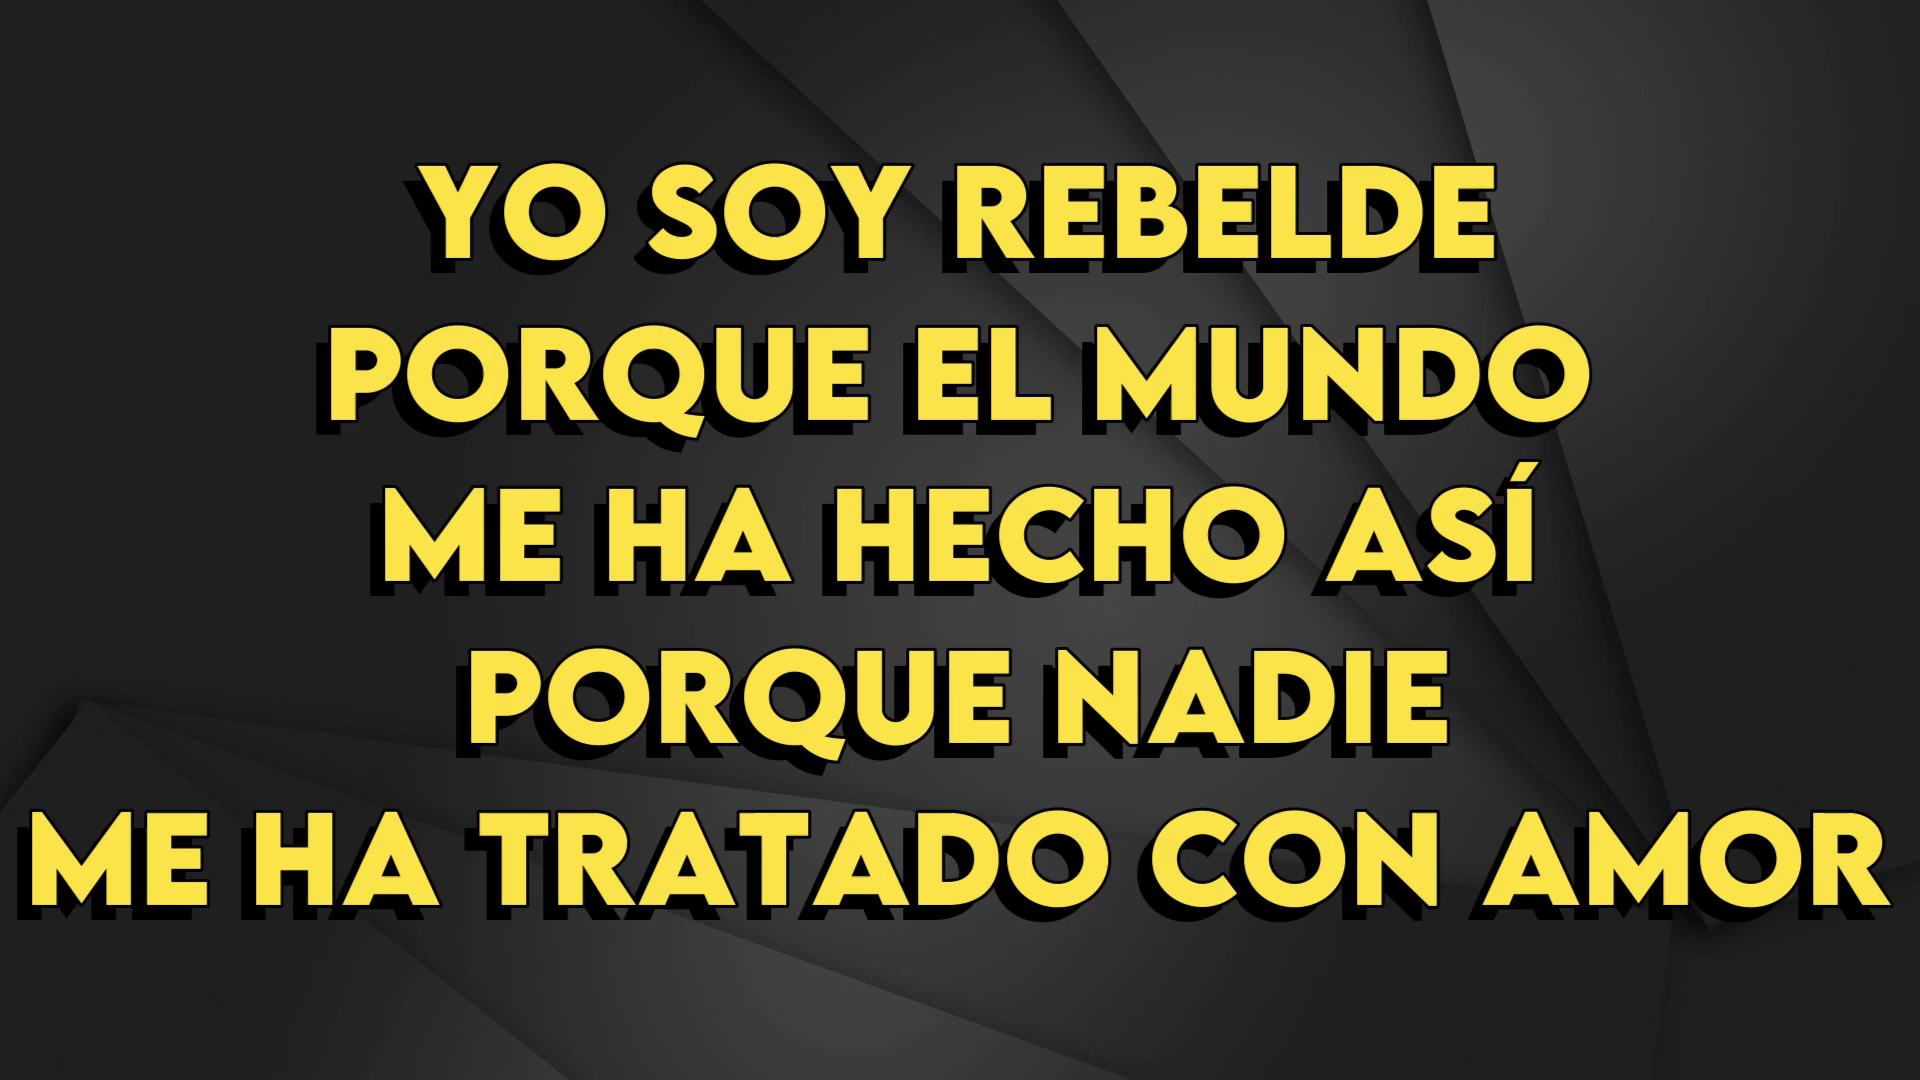 YO SOY REBELDE
PORQUE EL MUNDO
ME HA HECHO ASÍ
PORQUE NADIE
ME HA TRATADO CON AMOR